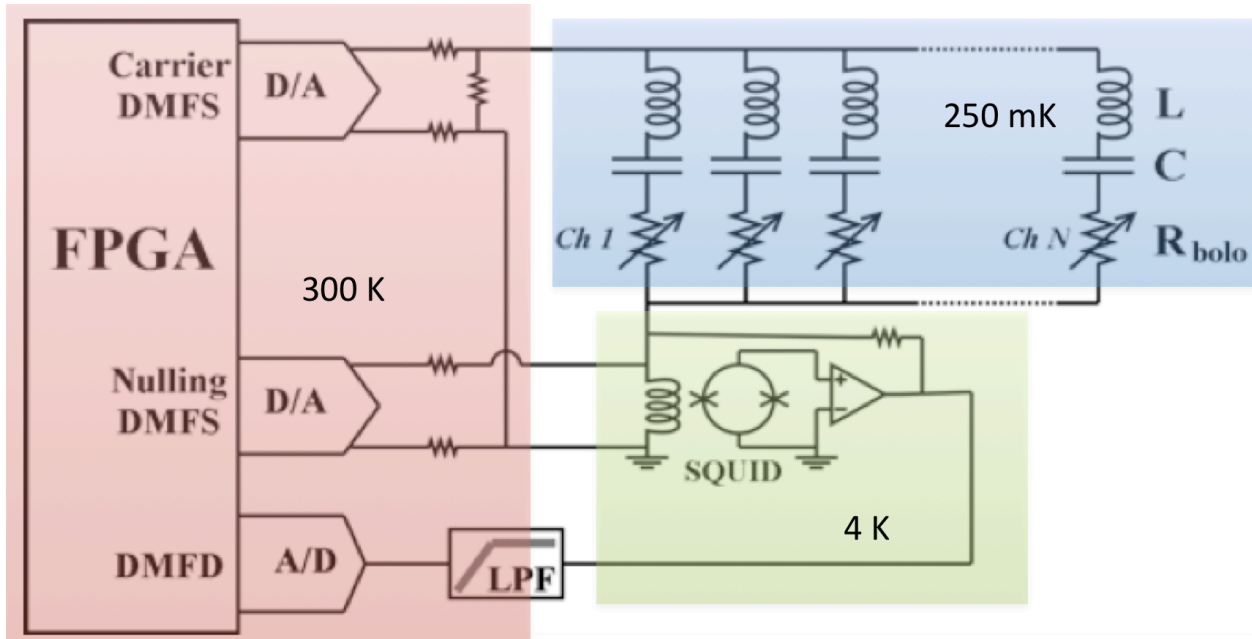 Carrier
DMFS
D/A
FPGA
300 K
Nulling
DMFS
D/A
DMFD
A/D
LPF
250 mK
L
C
R bolo
Ch 1
Ch N
+
−
SQUID
4 K